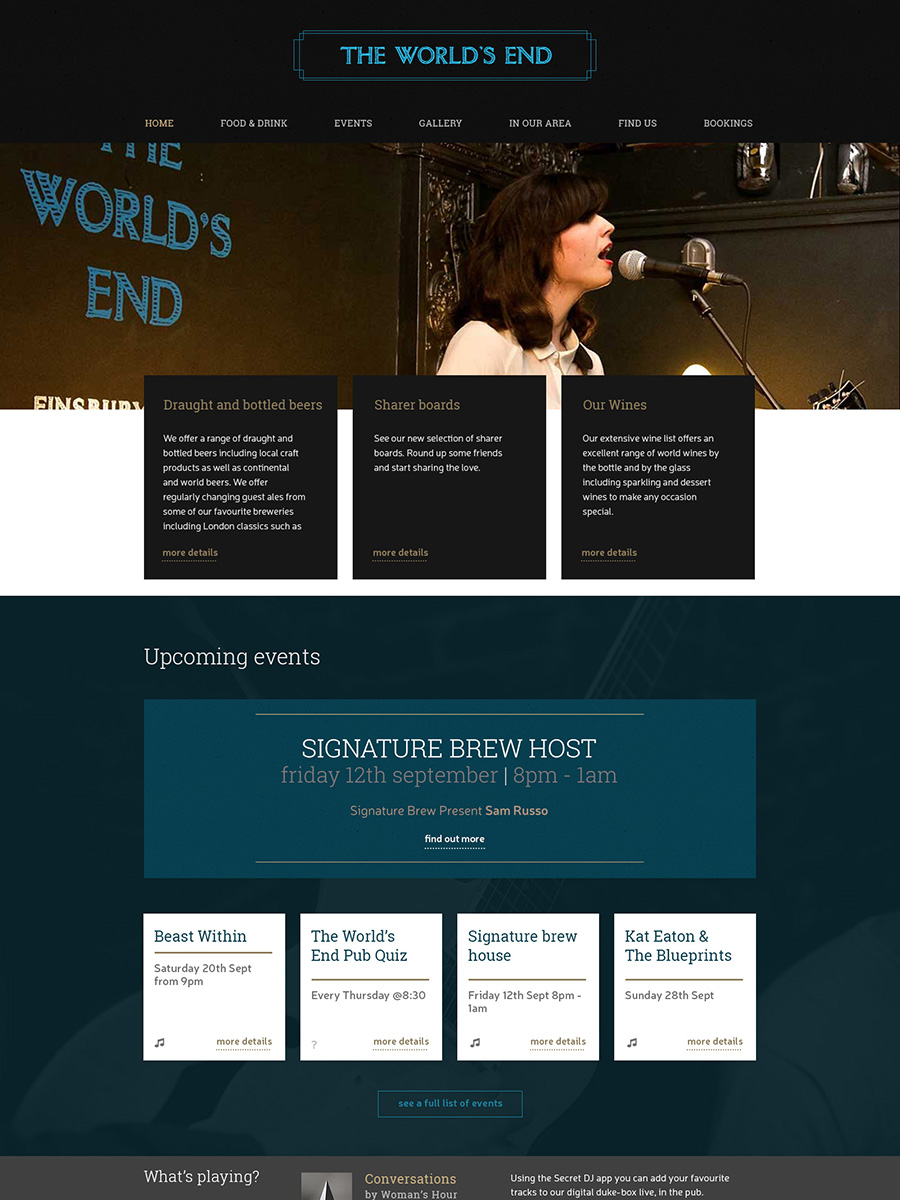 THE WORLD'S END
HOME FOOD & DRINK EVENTS GALLERY IN OUR AREA FIND US BOOKINGS
THE
WORLD'S
END
FINSBURY
Draught and bottled beers
We offer a range of draught and
bottled beers including local craft
products as well as continental
and world beers. We offer
regularly changing guest ales from
some of our favourite breweries
including London classics such as
more details
Sharer boards
See our new selection of sharer
boards. Round up some friends
and start sharing the love.
more details
Our Wines
Our extensive wine list offers an
excellent range of world wines by
the bottle and by the glass
including sparkling and dessert
wines to make any occasion
special.
more details
Upcoming events
SIGNATURE BREW HOST
friday 12th september | 8pm - 1am
Signature Brew Present Sam Russo
find out more
Beast Within
Saturday 20th Sept
from 9pm
more details
The World's
End Pub Quiz
Every Thursday @8:30
?
more details
Signature brew
house
Friday 12th Sept 8pm -
1am
more details
Kat Eaton &
The Blueprints
Sunday 28th Sept
more details
see a full list of events
What's playing?
Conversations
by Woman's Hour
Using the Secret DJ app you can add your favourite
tracks to our digital duke-box live, in the pub.